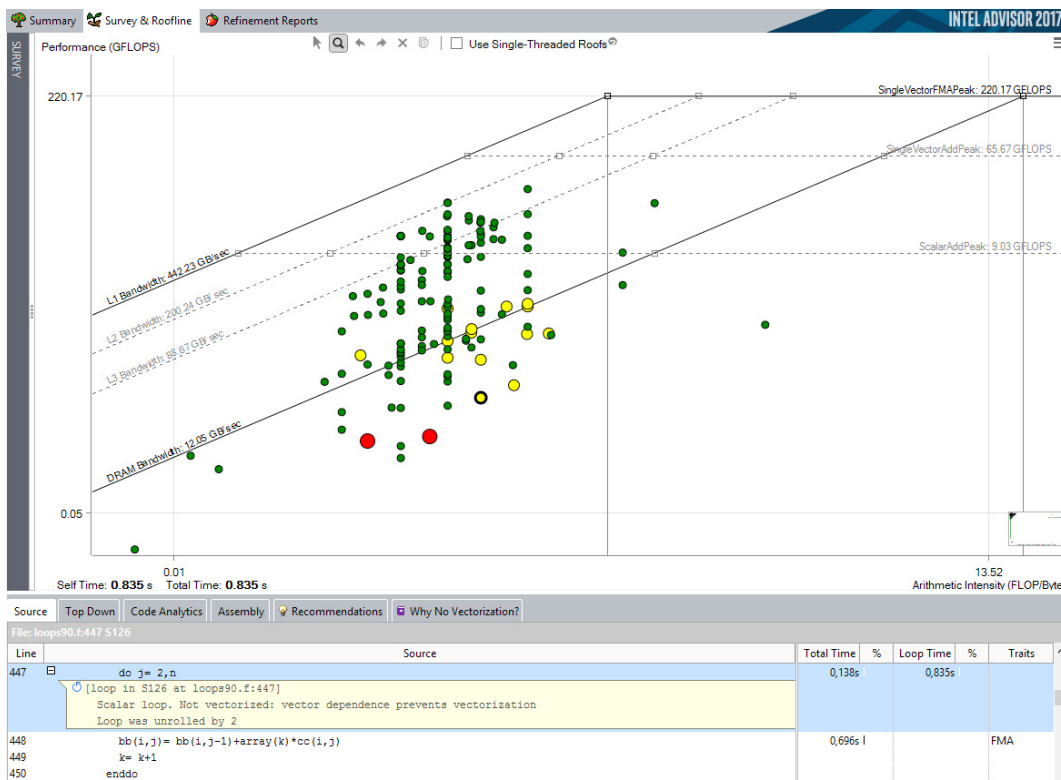 Summary Survey & Roofline Refinement Reports INTEL ADVISOR 2017
SURVEY
Performance (GFLOPS) Use Single-Threaded Roofs
220.17
SingleVectorFMAPeak: 220.17 GFLOPS
SingleVectorAddPeak: 65.67 GFLOPS
ScalarAddPeak: 9.03 GFLOPS
L1 Bandwidth: 442.23 GB/sec
L2 Bandwidth: 200.24 GB/sec
L3 Bandwidth: 88.67 GB/sec
DRAM Bandwidth: 12.05 GB/sec
0.05
0.01 13.52
Self Time: 0.835 s Total Time: 0.835 s Arithmetic Intensity (FLOP/Byte
Source Top Down Code Analytics Assembly Recommendations Why No Vectorization?
File: loops90.f:447 S126
Line Source Total Time % Loop Time % Traits
447 do j= 2,n 0,138s 0,835s
[loop in S126 at loops90.f:447]
Scalar loop. Not vectorized: vector dependence prevents vectorization
Loop was unrolled by 2
448 bb(i,j)= bb(i,j-1)+array(k)*cc(i,j) 0,696s FMA
449 k= k+1
450 enddo